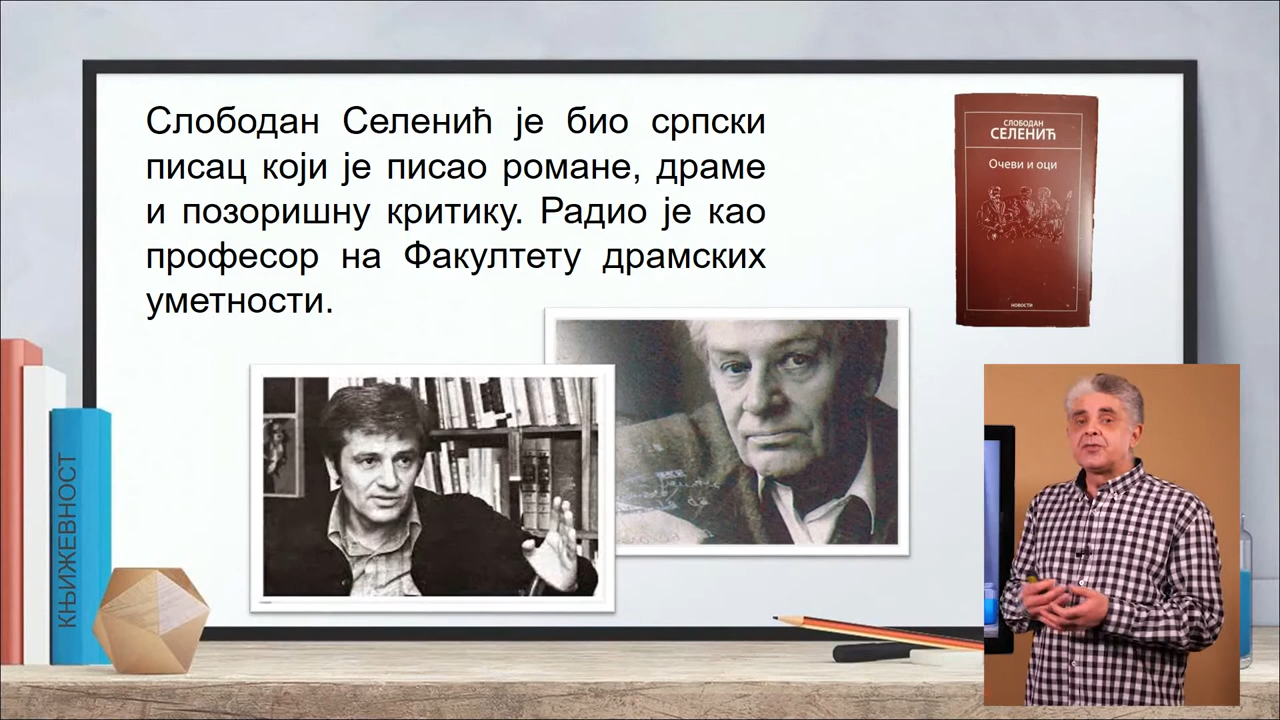 Слободан Селенић је био српски
писац који је писао романе, драме
и позоришну критику. Радио је као
професор на Факултету драмских
уметности.
СЛОБОДАН
СЕЛЕНИЋ
Очеви и оци
НОВОСТИ
КЊИЖЕВНОСТ